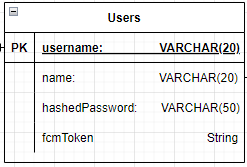 Users
PK username: VARCHAR(20)
name: VARCHAR(20)
hashedPassword: VARCHAR(50)
fcmToken String